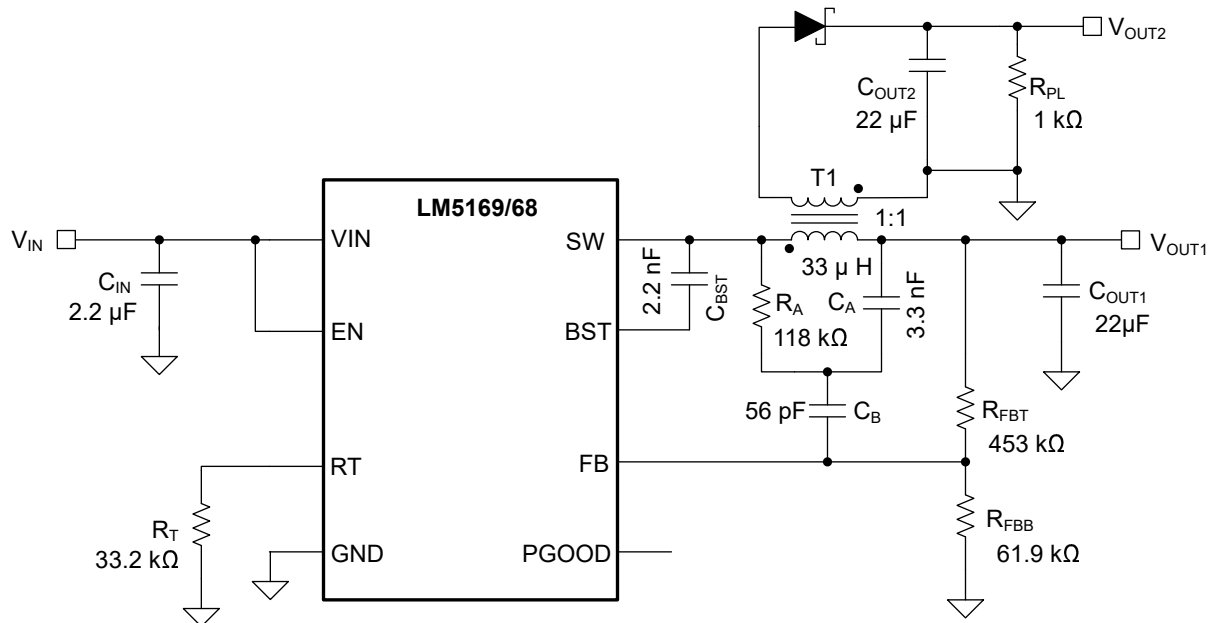 V_OUT2
C_OUT2
22 µF
R_PL
1 kΩ
T1
1:1
LM5169/68
V_IN
VIN
SW
V_OUT1
C_IN
2.2 µF
2.2 nF
C_BST
33 µ H
R_A
118 kΩ
C_A
3.3 nF
C_OUT1
22µF
EN
BST
56 pF
C_B
R_FBT
453 kΩ
RT
FB
R_T
33.2 kΩ
R_FBB
61.9 kΩ
GND
PGOOD